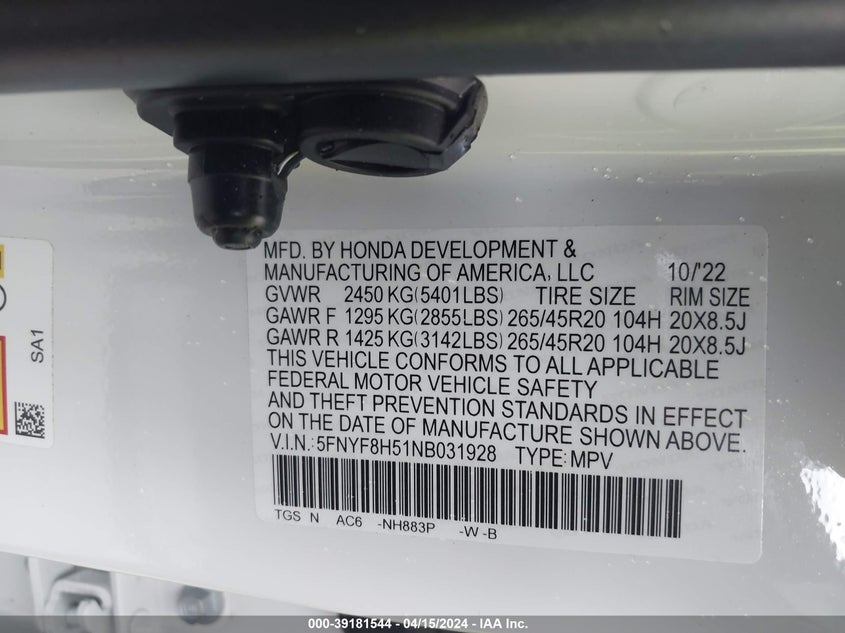 MFD. BY HONDA DEVELOPMENT &
MANUFACTURING OF AMERICA, LLC 10/'22
GVWR 2450 KG(5401LBS) TIRE SIZE RIM SIZE
GAWR F 1295 KG(2855LBS) 265/45R20 104H 20X8.5J
GAWR R 1425 KG(3142LBS) 265/45R20 104H 20X8.5J
THIS VEHICLE CONFORMS TO ALL APPLICABLE
FEDERAL MOTOR VEHICLE SAFETY
AND THEFT PREVENTION STANDARDS IN EFFECT
ON THE DATE OF MANUFACTURE SHOWN ABOVE.
V.I.N.:5FNYF8H51NB031928 TYPE:MPV
TGS N AC6 -NH883P -W -B
SA1
000-39181544 - 04/15/2024 - IAA Inc.